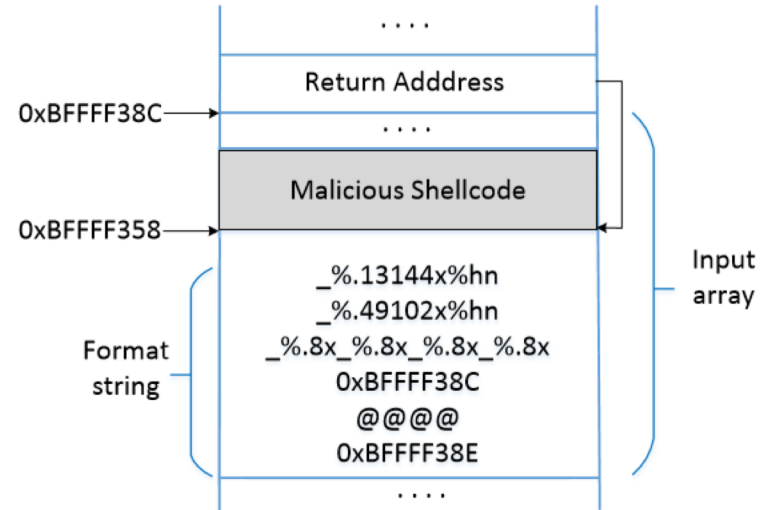 . . . .
Return Adddress
0xBFFFF38C
. . . .
Malicious Shellcode
0xBFFFF358
_%.13144x%hn
_%.49102x%hn
_%.8x_%.8x_%.8x_%.8x
0xBFFFF38C
@@@@
0xBFFFF38E
Format
string
Input
array
. . . .